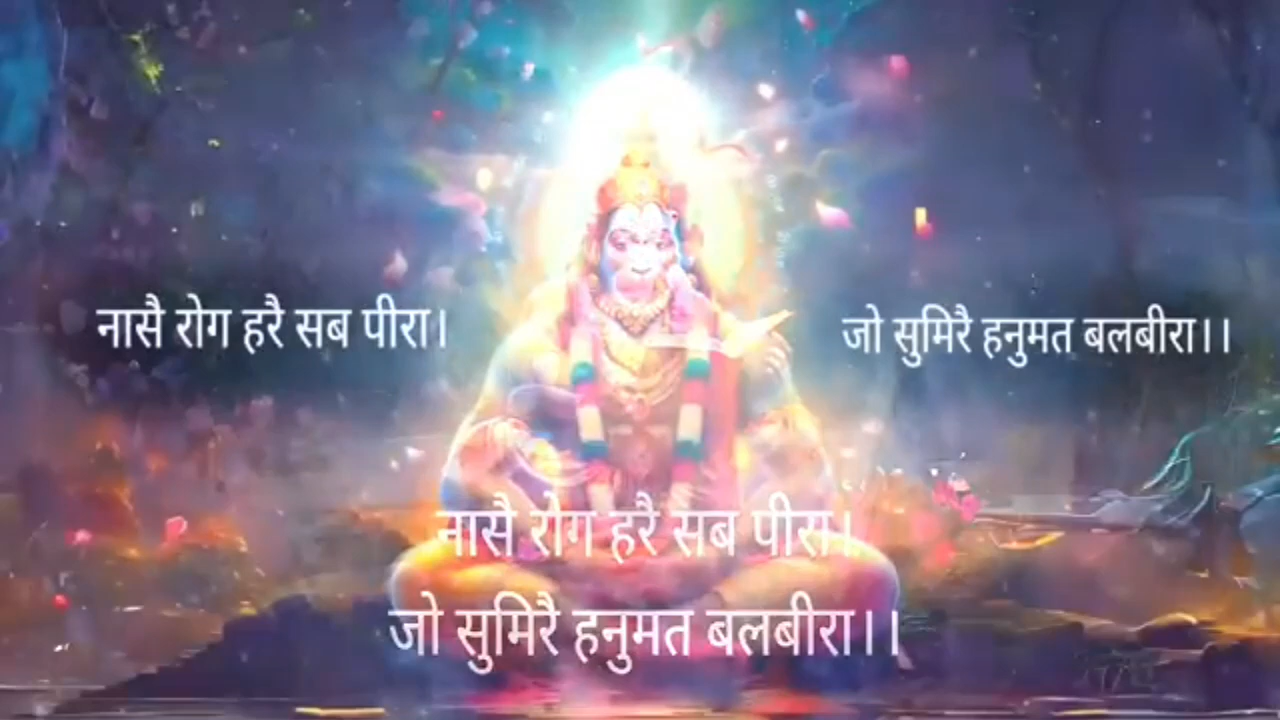 नासै रोग हरै सब पीरा।
जो सुमिरै हनुमत बलबीरा।।
नासै रोग हरै सब पीरा।
जो सुमिरै हनुमत बलबीरा।।